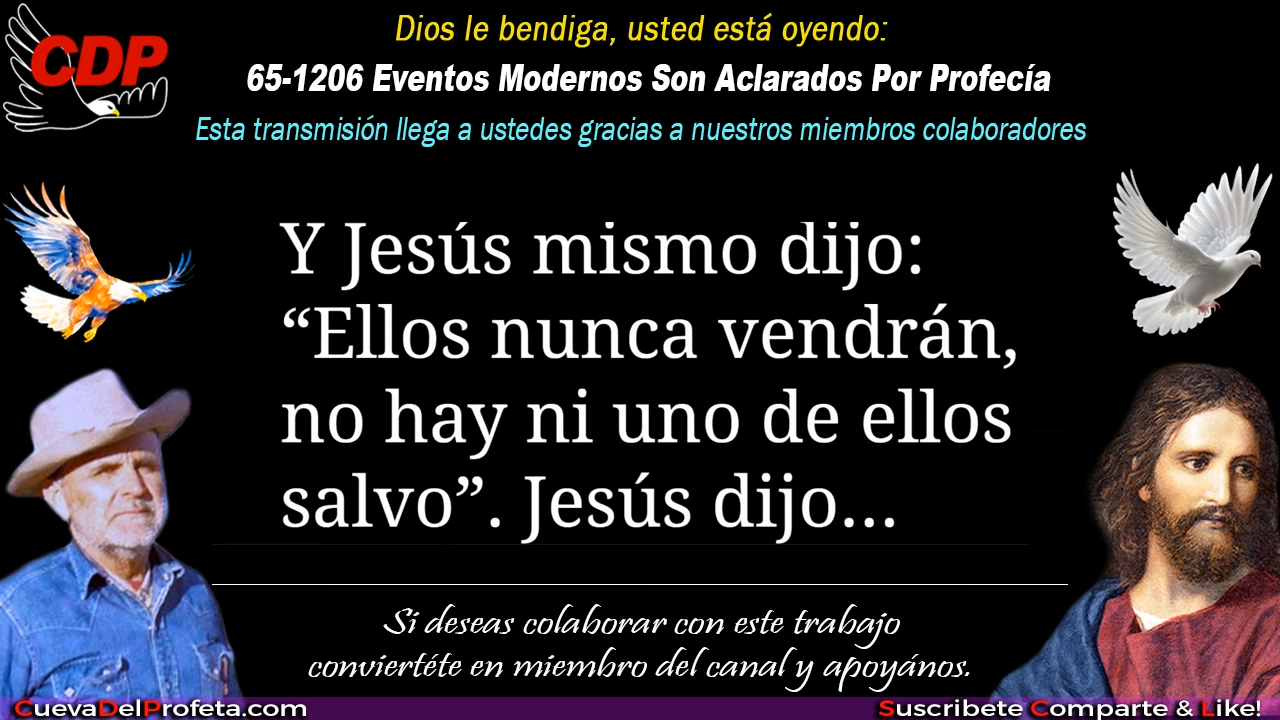 CDP
Dios le bendiga, usted está oyendo:
65-1206 Eventos Modernos Son Aclarados Por Profecía
Esta transmisión llega a ustedes gracias a nuestros miembros colaboradores
Y Jesús mismo dijo:
“Ellos nunca vendrán,
no hay ni uno de ellos
salvo”. Jesús dijo...
Si deseas colaborar con este trabajo
conviertéte en miembro del canal y apoyános.
CuevaDelProfeta.com
Suscribete Comparte & Like!